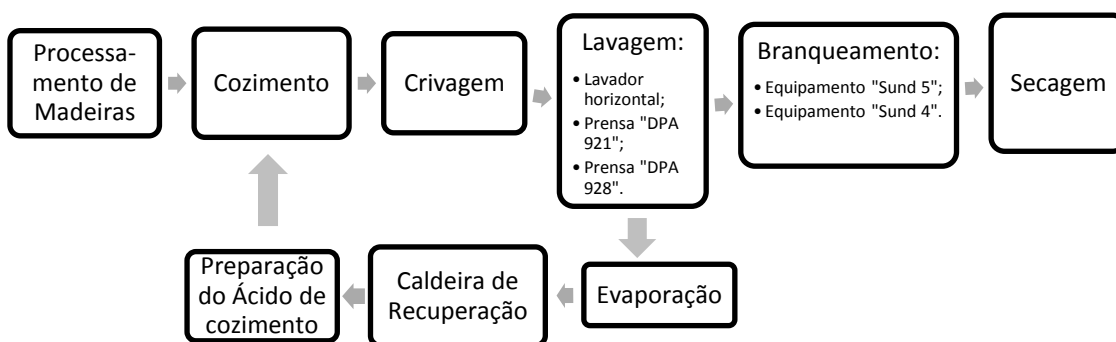 Processa-
mento de
Madeiras
Cozimento
Crivagem
Lavagem:
• Lavador
horizontal;
• Prensa "DPA
921";
• Prensa "DPA
928".
Branqueamento:
• Equipamento "Sund 5";
• Equipamento "Sund 4".
Secagem
Preparação
do Ácido de
cozimento
Caldeira de
Recuperação
Evaporação